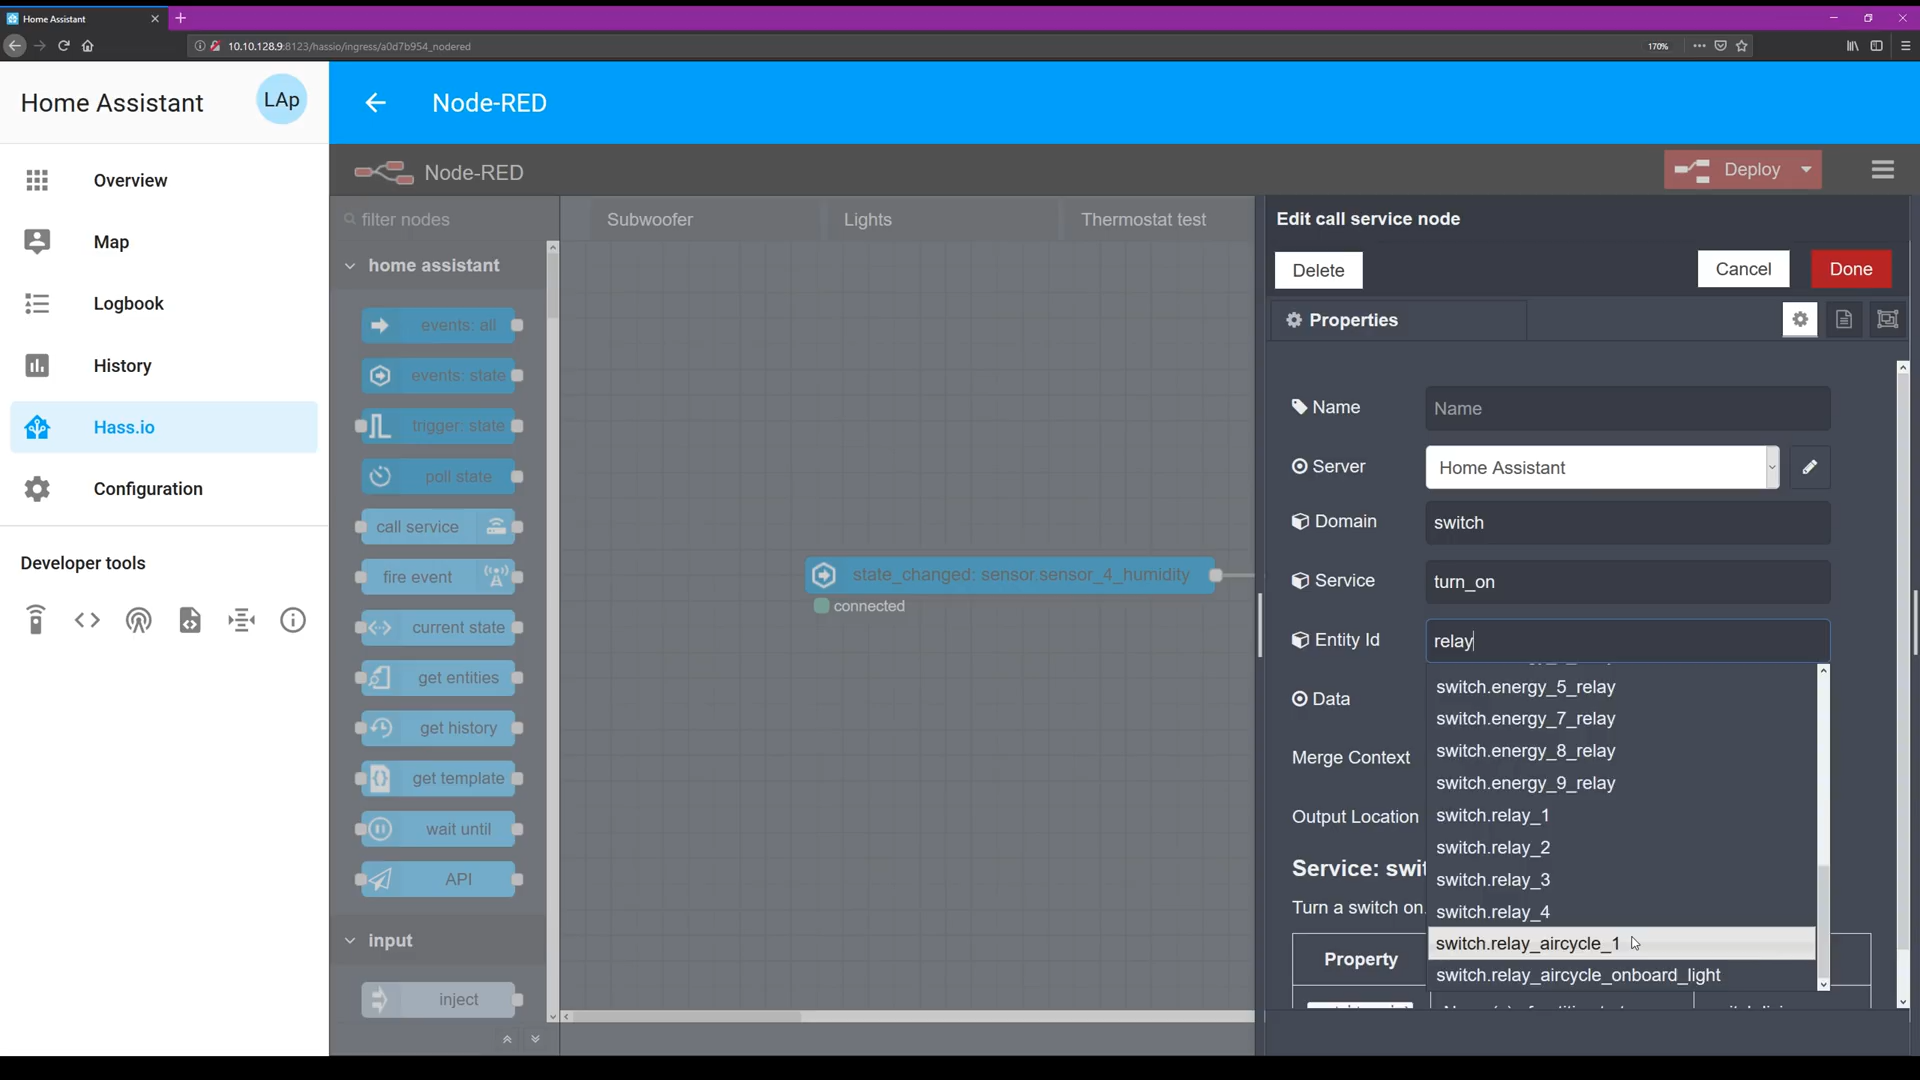 Home Assistant
10.10.128.9:8123/hassio/ingress/a0d7b954_nodered
170%
Home Assistant
LAp
Node-RED
Overview
Map
Logbook
History
Hass.io
Configuration
Developer tools
Node-RED
Deploy
filter nodes
home assistant
events: all
events: state
trigger: state
poll state
call service
fire event
current state
get entities
get history
get template
wait until
API
input
inject
Subwoofer
Lights
Thermostat test
state_changed: sensor.sensor_4_humidity
connected
Edit call service node
Delete
Cancel
Done
Properties
Name
Name
Server
Home Assistant
Domain
switch
Service
turn_on
Entity Id
relay
Data
Merge Context
Output Location
switch.energy_5_relay
switch.energy_7_relay
switch.energy_8_relay
switch.energy_9_relay
switch.relay_1
switch.relay_2
switch.relay_3
switch.relay_4
switch.relay_aircycle_1
switch.relay_aircycle_onboard_light
Service: swit
Turn a switch on.
Property